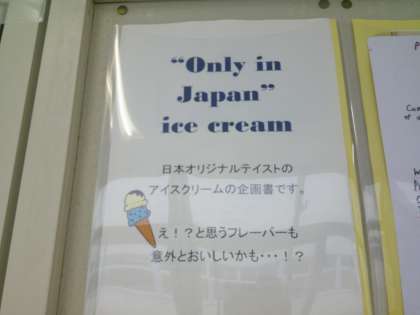 “Only in
Japan”
ice cream
日本オリジナルテイストの
アイスクリームの企画書です。
え！？と思うフレーバーも
意外とおいしいかも・・・！？